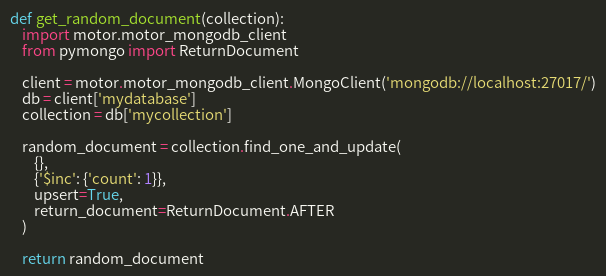 def get_random_document(collection):
    import motor.motor_mongodb_client
    from pymongo import ReturnDocument

    client = motor.motor_mongodb_client.MongoClient('mongodb://localhost:27017/')
    db = client['mydatabase']
    collection = db['mycollection']

    random_document = collection.find_one_and_update(
        {},
        {'$inc': {'count': 1}},
        upsert=True,
        return_document=ReturnDocument.AFTER
    )

    return random_document